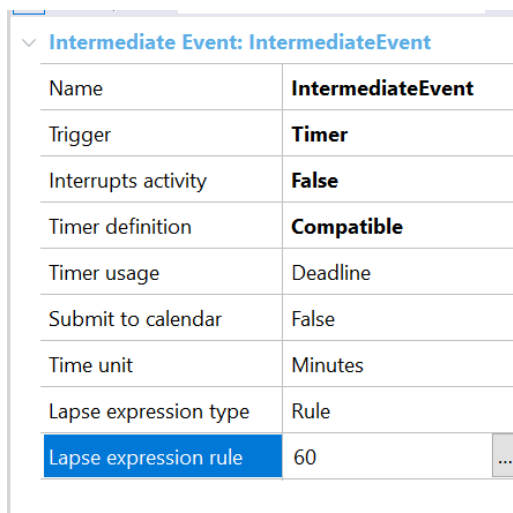 Intermediate Event: IntermediateEvent
Name IntermediateEvent
Trigger Timer
Interrupts activity False
Timer definition Compatible
Timer usage Deadline
Submit to calendar False
Time unit Minutes
Lapse expression type Rule
Lapse expression rule 60 ...